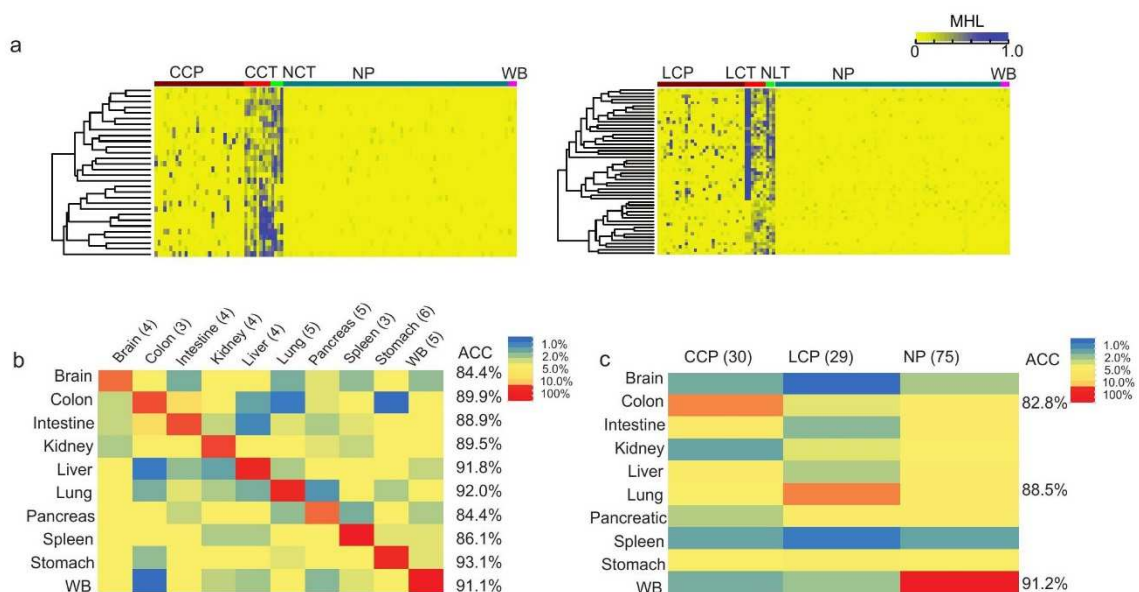 MHL
0 1.0
a
CCP CCT NCT NP WB
LCP LCT NLT NP WB
b
Brain (4) Colon (3) Intestine (4) Kidney (4) Liver (4) Lung (5) Pancreas (5) Spleen (3) Stomach (6) WB (5)
ACC
1.0%
2.0%
5.0%
10.0%
100%
Brain 84.4%
Colon 89.9%
Intestine 88.9%
Kidney 89.5%
Liver 91.8%
Lung 92.0%
Pancreas 84.4%
Spleen 86.1%
Stomach 93.1%
WB 91.1%
c
CCP (30) LCP (29) NP (75) ACC
1.0%
2.0%
5.0%
10.0%
100%
Brain
Colon 82.8%
Intestine
Kidney
Liver
Lung 88.5%
Pancreatic
Spleen
Stomach
WB 91.2%